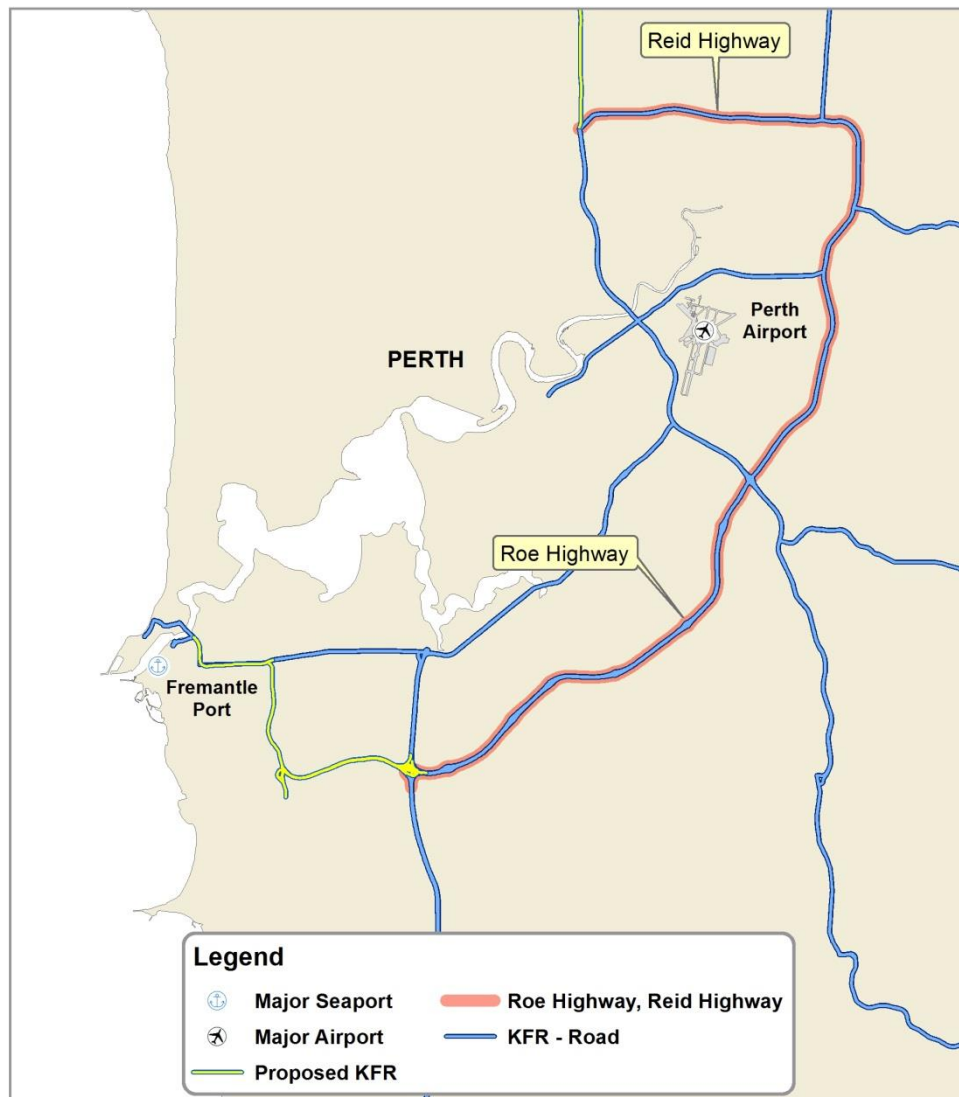 Reid Highway
Perth
Airport
PERTH
Roe Highway
Fremantle
Port
Legend
Major Seaport
Roe Highway, Reid Highway
Major Airport
KFR - Road
Proposed KFR